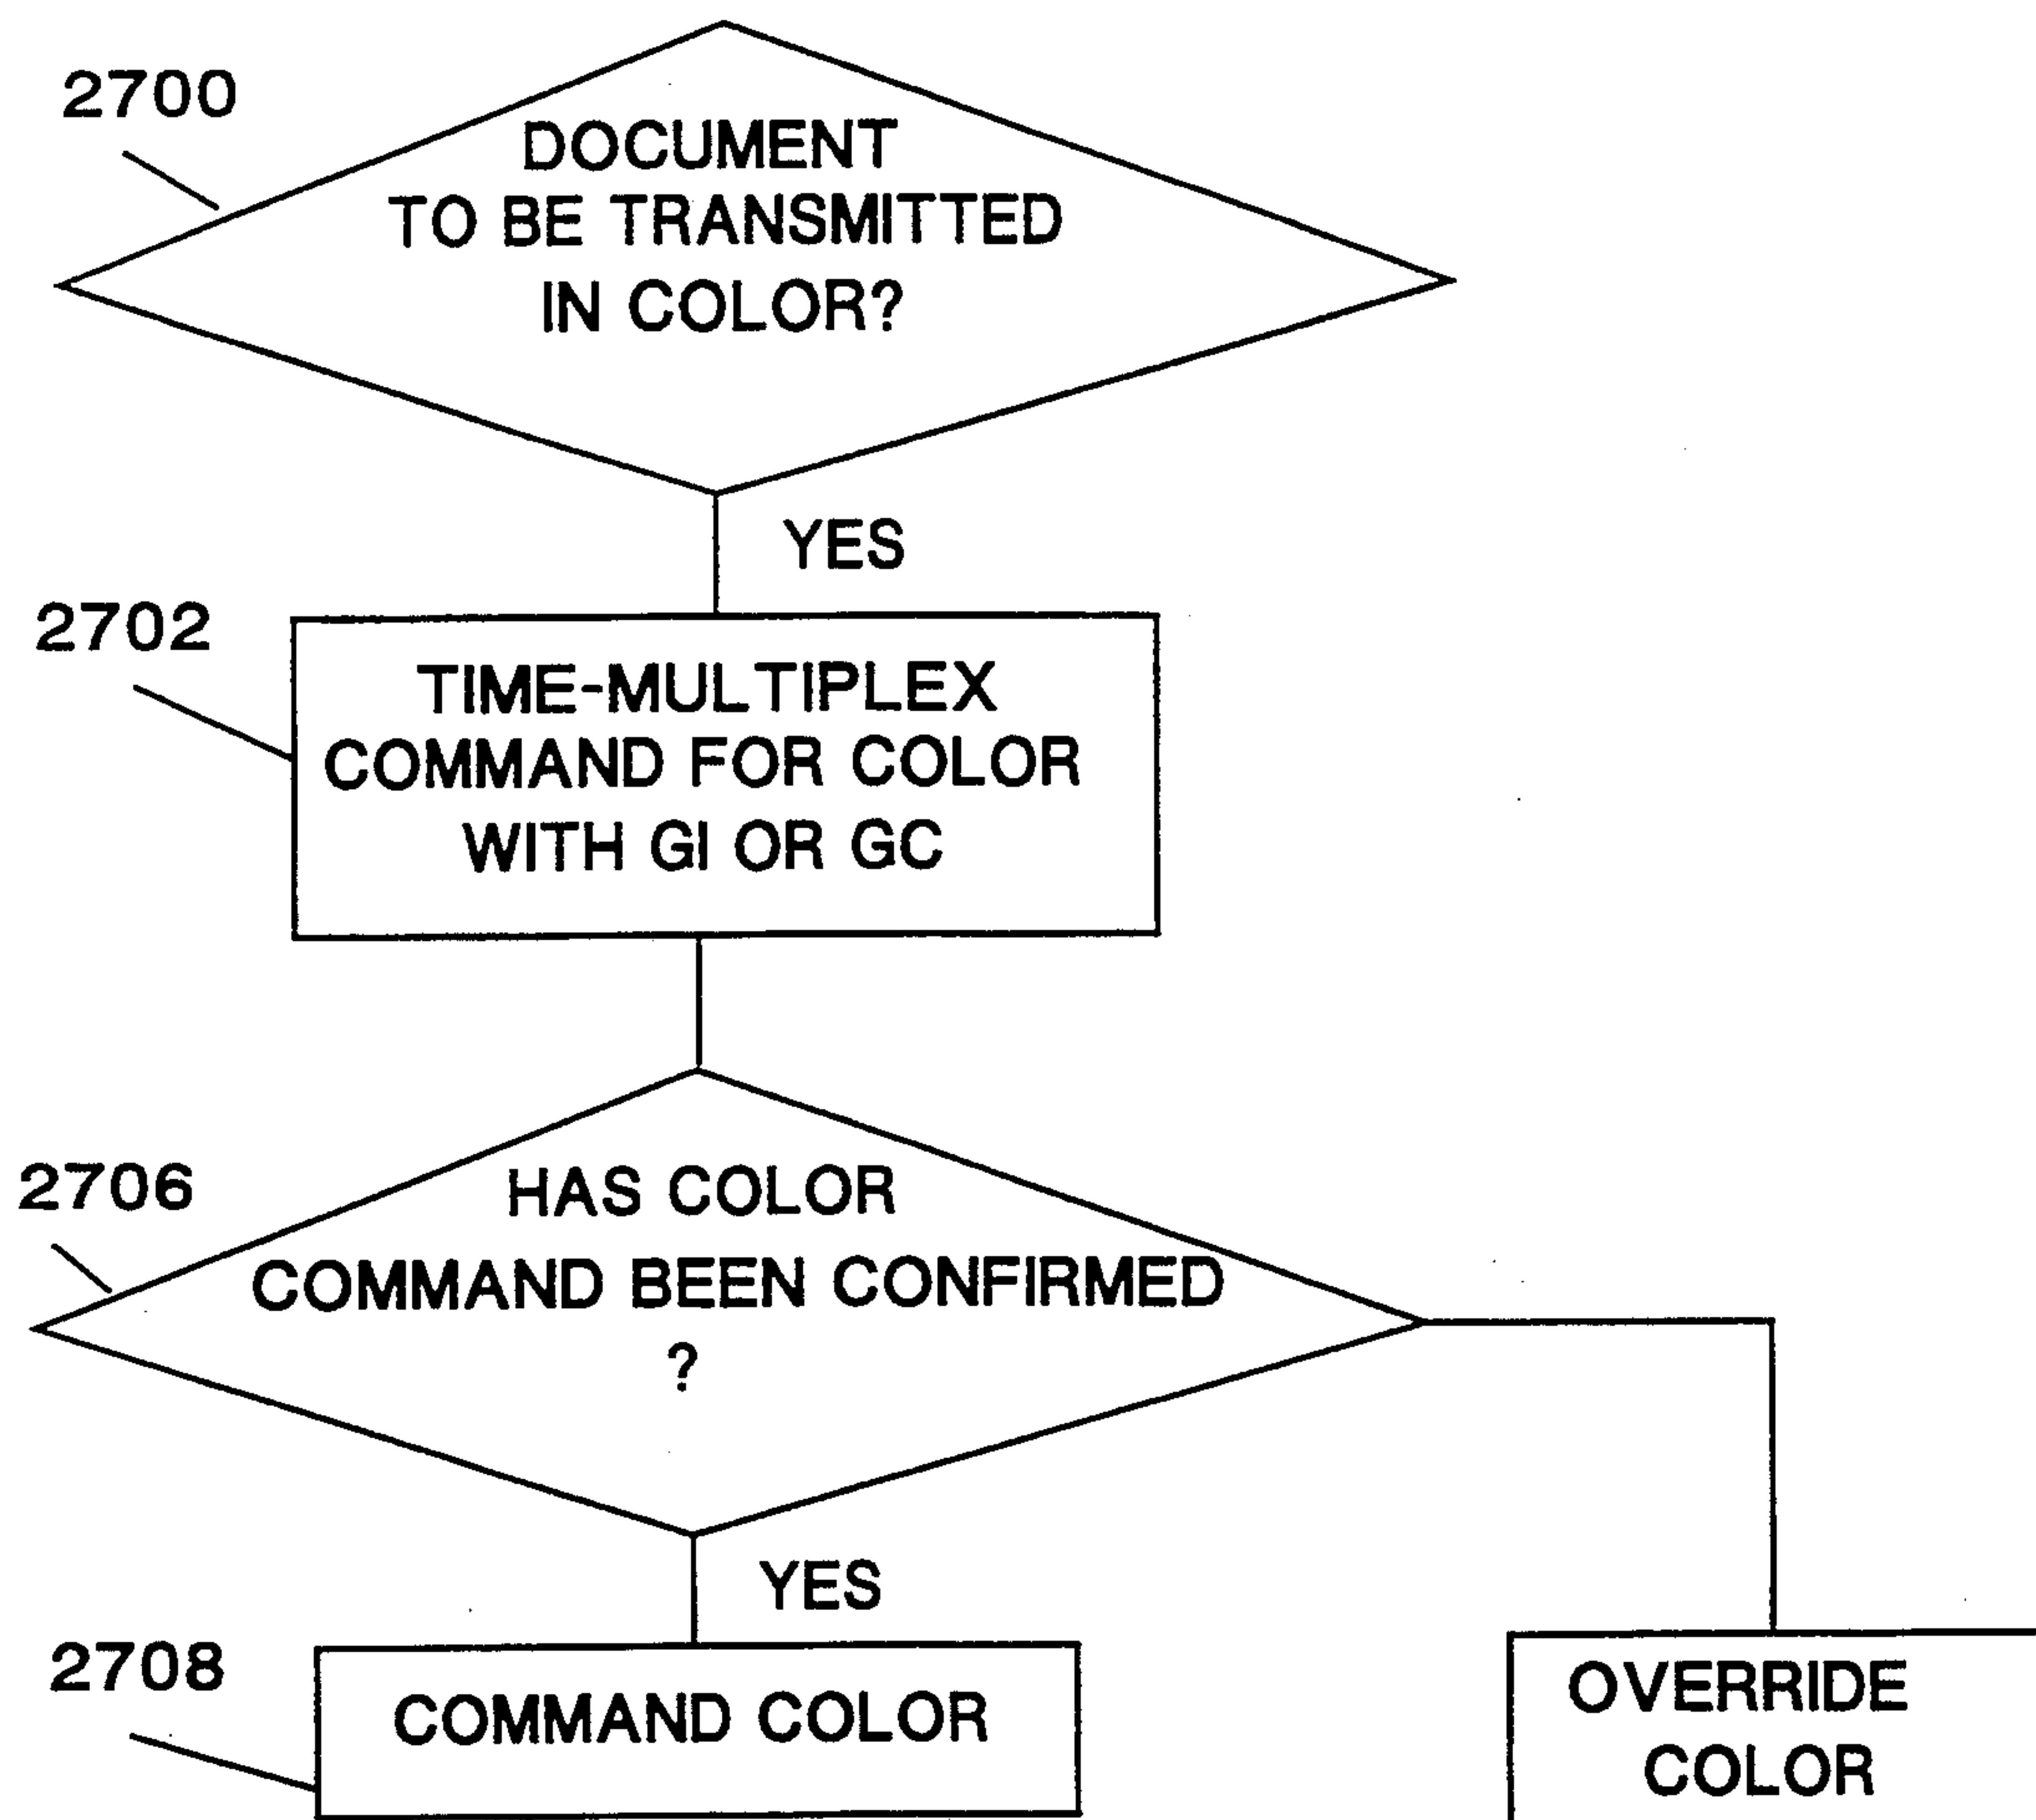 2700
DOCUMENT
TO BE TRANSMITTED
IN COLOR?
YES
2702
TIME-MULTIPLEX
COMMAND FOR COLOR
WITH GI OR GC
2706
HAS COLOR
COMMAND BEEN CONFIRMED
?
YES
2708
COMMAND COLOR
OVERRIDE
COLOR